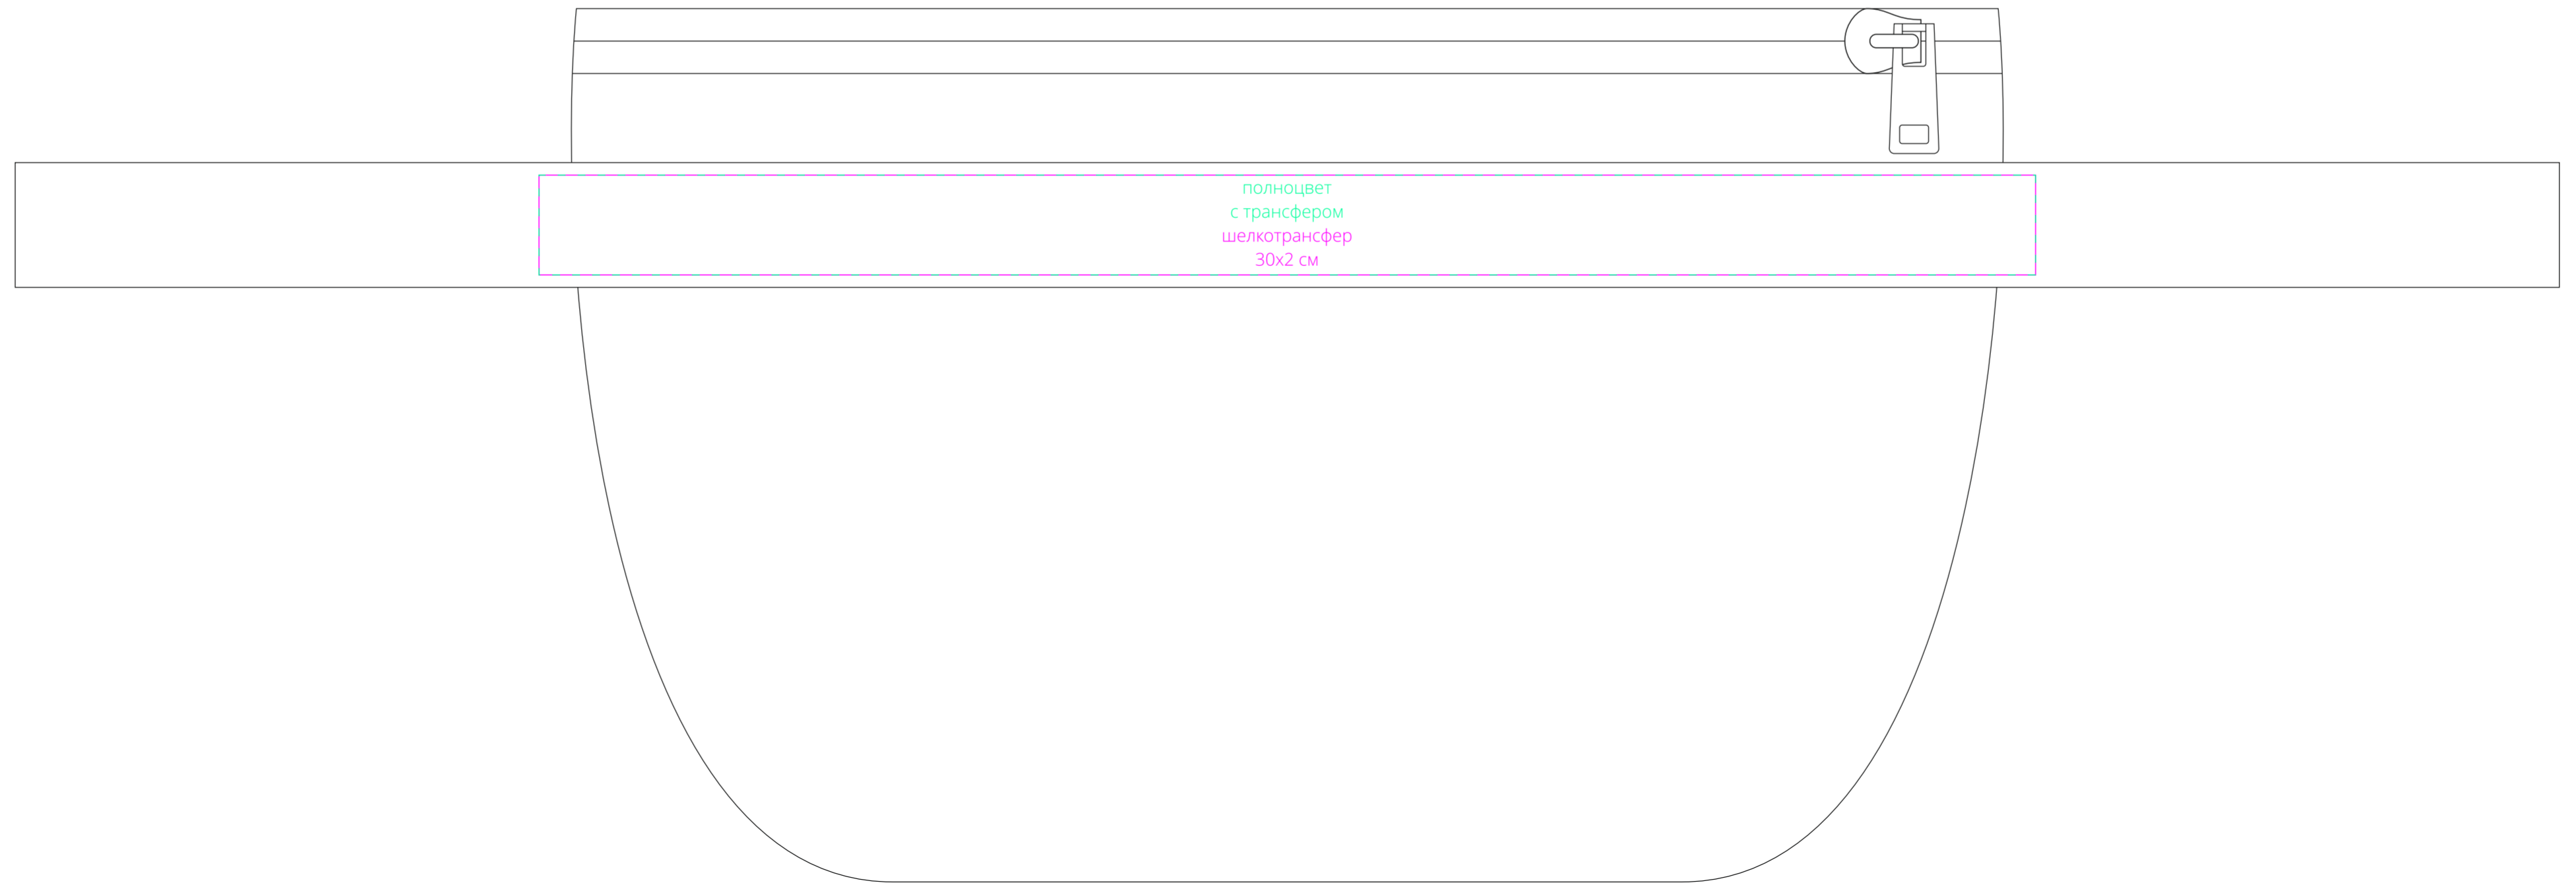 полноцвет
с трансфером
шелкотрансфер
30х2 см